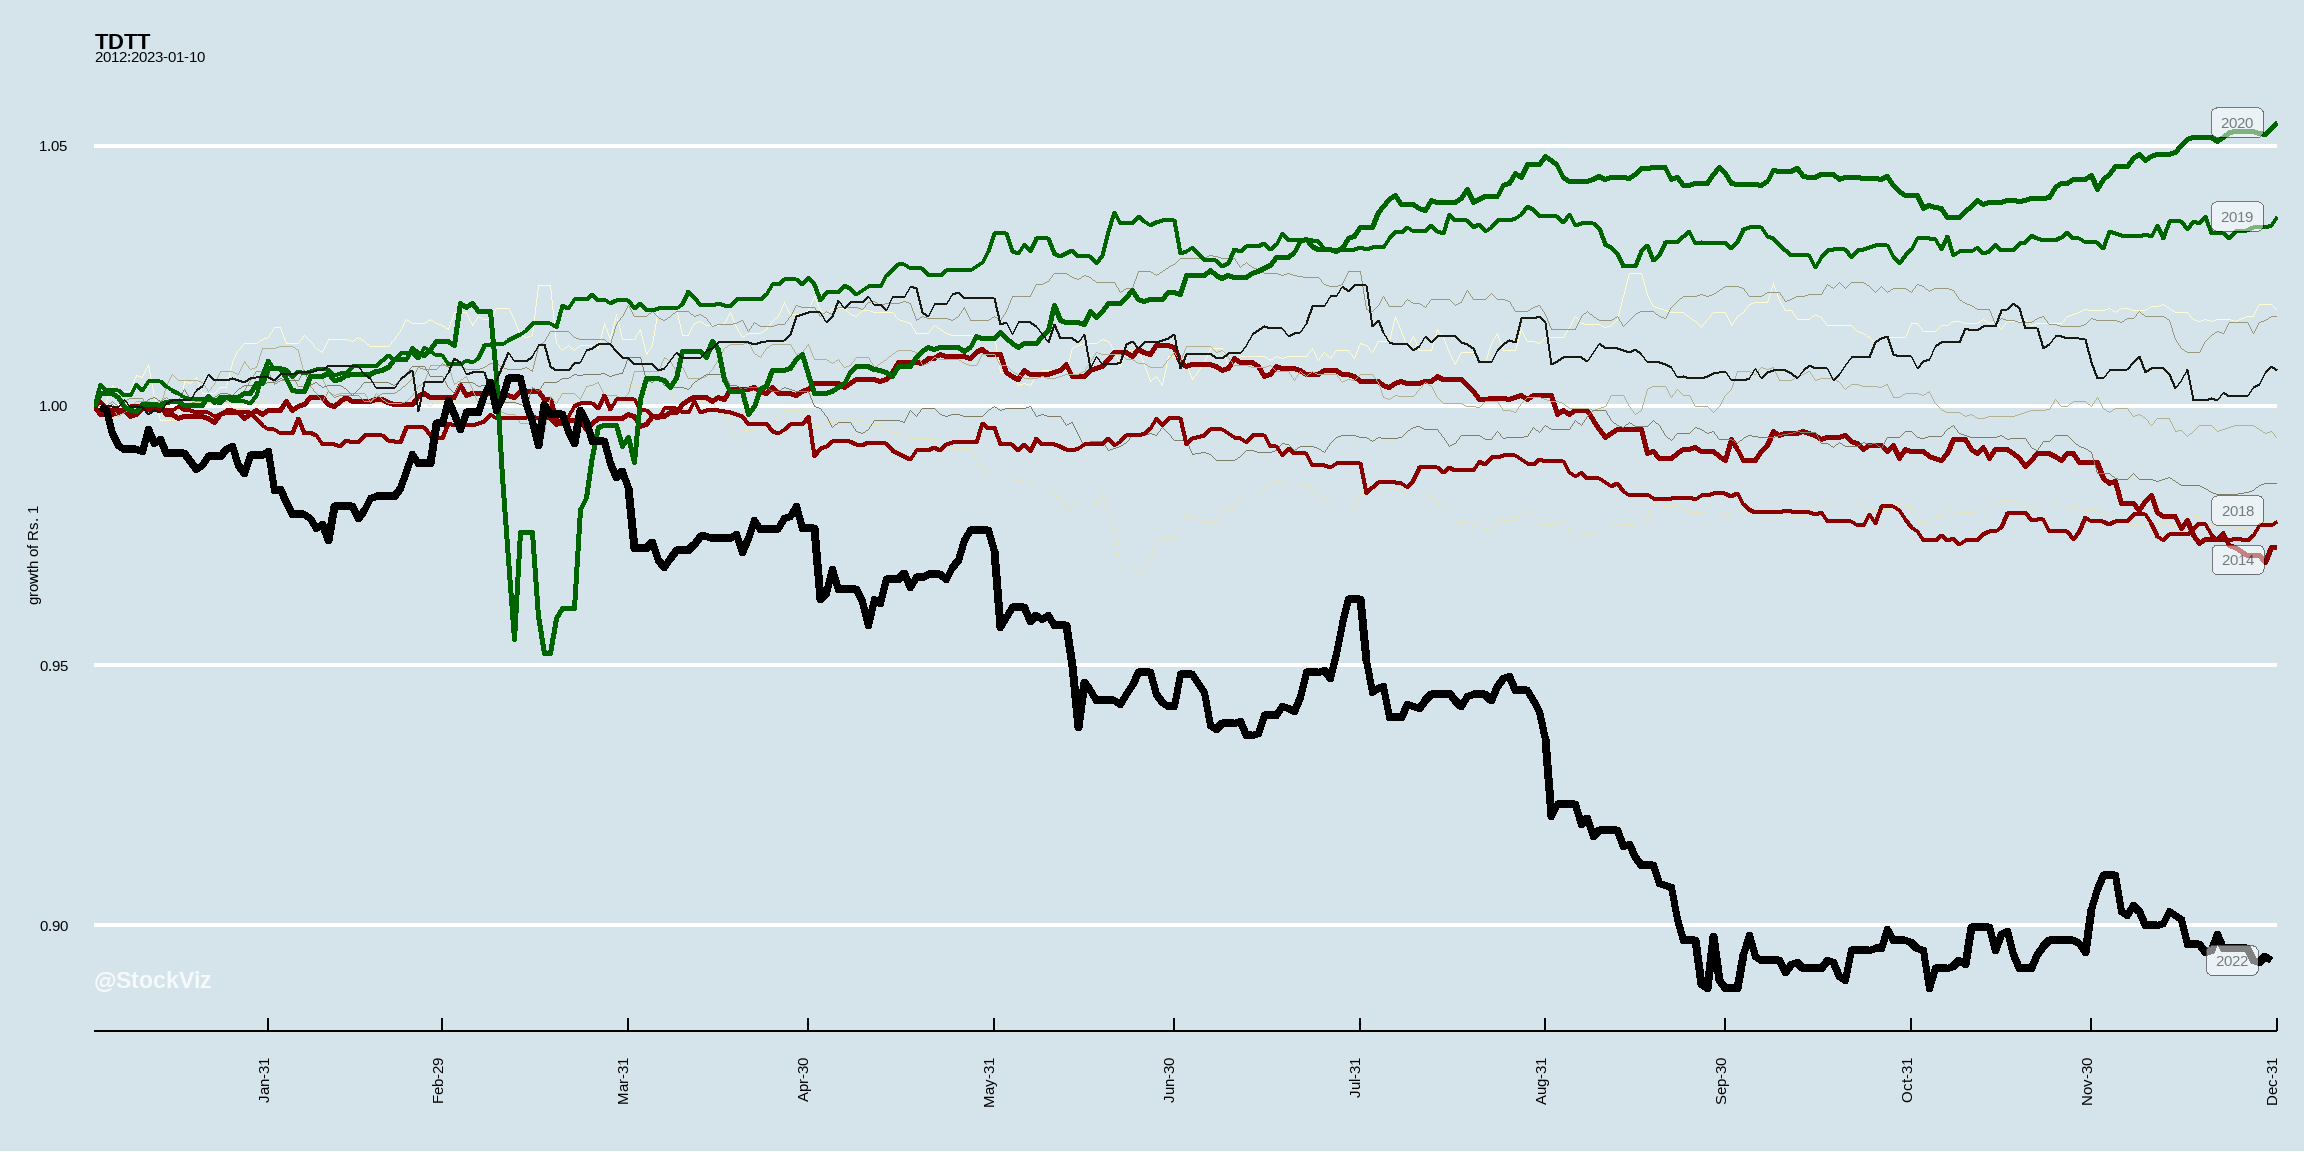 TDTT
2012:2023-01-10
growth of Rs. 1
1.05
1.00
0.95
0.90
2020
2019
2018
2014
2022
@StockViz
Jan-31
Feb-29
Mar-31
Apr-30
May-31
Jun-30
Jul-31
Aug-31
Sep-30
Oct-31
Nov-30
Dec-31